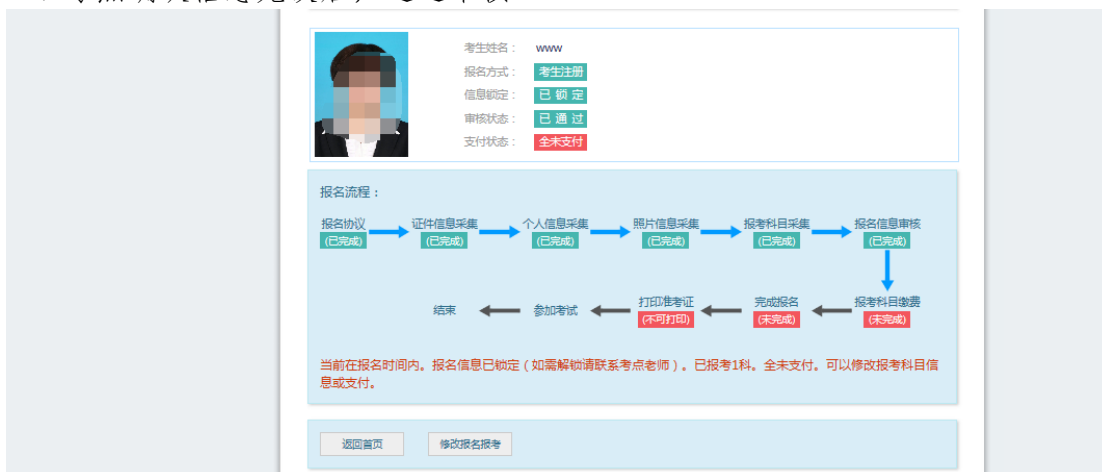 考生姓名： www
报名方式： 考生注册
信息锁定： 已 锁 定
审核状态： 已 通 过
支付状态： 全未支付
报名流程：
报名协议 证件信息采集 个人信息采集 照片信息采集 报考科目采集 报名信息审核
(已完成) (已完成) (已完成) (已完成) (已完成) (已完成)
结束 参加考试 打印准考证 完成报名 报考科目缴费
(不可打印) (未完成) (未完成)
当前在报名时间内。报名信息已锁定（如需解锁请联系考点老师）。已报考1科。全未支付。可以修改报考科目信
息或支付。
返回首页 修改报名报考